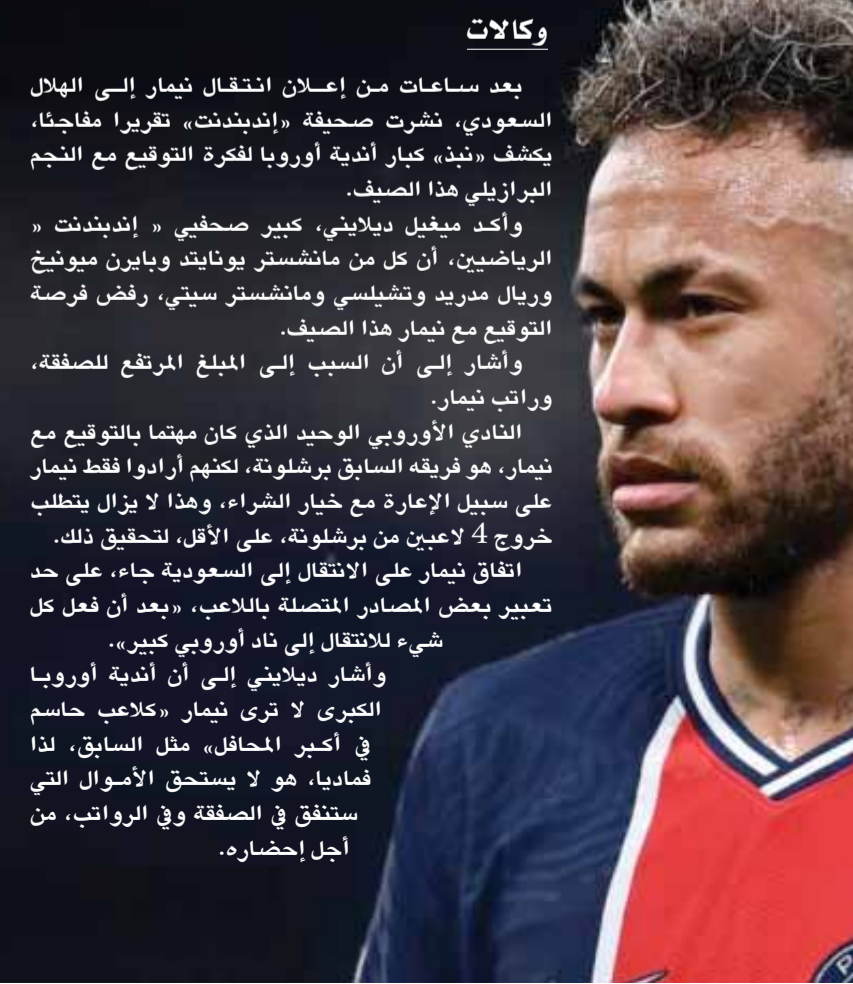 وكالات
بعد ساعات من إعلان انتقال نيمار إلى الهلال
السعودي، نشرت صحيفة «إندبندنت» تقريرا مفاجئا،
يكشف «نبذ» كبار أندية أوروبا لفكرة التوقيع مع النجم
البرازيلي هذا الصيف.
وأكد ميغيل ديلايني، كبير صحفيي « إندبندنت »
الرياضيين، أن كل من مانشستر يونايتد وبايرن ميونيخ
وريال مدريد وتشيلسي ومانشستر سيتي، رفض فرصة
التوقيع مع نيمار هذا الصيف.
وأشار إلى أن السبب إلى المبلغ المرتفع للصفقة،
وراتب نيمار.
النادي الأوروبي الوحيد الذي كان مهتما بالتوقيع مع
نيمار، هو فريقه السابق برشلونة، لكنهم أرادوا فقط نيمار
على سبيل الإعارة مع خيار الشراء، وهذا لا يزال يتطلب
خروج 4 لاعبين من برشلونة، على الأقل، لتحقيق ذلك.
اتفاق نيمار على الانتقال إلى السعودية جاء، على حد
تعبير بعض المصادر المتصلة باللاعب، «بعد أن فعل كل
شيء للانتقال إلى ناد أوروبي كبير».
وأشار ديلايني إلى أن أندية أوروبا
الكبرى لا ترى نيمار «كلاعب حاسم
في أكبر المحافل» مثل السابق، لذا
فماديا، هو لا يستحق الأموال التي
ستنفق في الصفقة وفي الرواتب، من
أجل إحضاره.